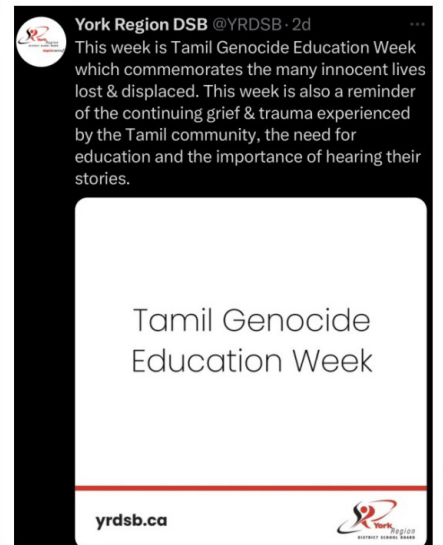 York Region DSB @YRDSB · 2d
This week is Tamil Genocide Education Week
which commemorates the many innocent lives
lost & displaced. This week is also a reminder
of the continuing grief & trauma experienced
by the Tamil community, the need for
education and the importance of hearing their
stories.
Tamil Genocide
Education Week
yrdsb.ca
York
Region
DISTRICT SCHOOL BOARD